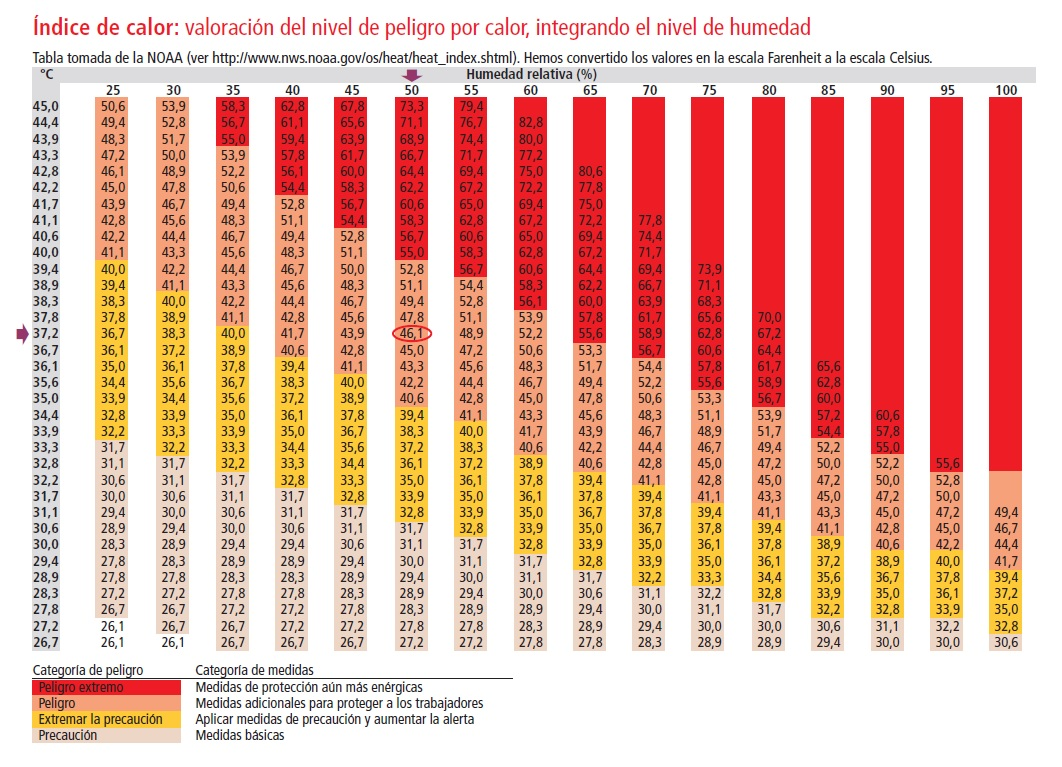 Índice de calor: valoración del nivel de peligro por calor, integrando el nivel de humedad
Tabla tomada de la NOAA (ver http://www.nws.noaa.gov/os/heat/heat_index.shtml). Hemos convertido los valores en la escala Farenheit a la escala Celsius.
°C Humedad relativa (%)
25 30 35 40 45 50 55 60 65 70 75 80 85 90 95 100
45,0 50,6 53,9 58,3 62,8 67,8 73,3 79,4
44,4 49,4 52,8 56,7 61,1 65,6 71,1 76,7 82,8
43,9 48,3 51,7 55,0 59,4 63,9 68,9 74,4 80,0
43,3 47,2 50,0 53,9 57,8 61,7 66,7 71,7 77,2
42,8 46,1 48,9 52,2 56,1 60,0 64,4 69,4 75,0 80,6
42,2 45,0 47,8 50,6 54,4 58,3 62,2 67,2 72,2 77,8
41,7 43,9 46,7 49,4 52,8 56,7 60,6 65,0 69,4 75,0
41,1 42,8 45,6 48,3 51,1 54,4 58,3 62,8 67,2 72,2 77,8
40,6 42,2 44,4 46,7 49,4 52,8 56,7 60,6 65,0 69,4 74,4
40,0 41,1 43,3 45,6 48,3 51,1 55,0 58,3 62,8 67,2 71,7
39,4 40,0 42,2 44,4 46,7 50,0 52,8 56,7 60,6 64,4 69,4 73,9
38,9 39,4 41,1 43,3 45,6 48,3 51,1 54,4 58,3 62,2 66,7 71,1
38,3 38,3 40,0 42,2 44,4 46,7 49,4 52,8 56,1 60,0 63,9 68,3
37,8 37,8 38,9 41,1 42,8 45,6 47,8 51,1 53,9 57,8 61,7 65,6 70,0
37,2 36,7 38,3 40,0 41,7 43,9 46,1 48,9 52,2 55,6 58,9 62,8 67,2
36,7 36,1 37,2 38,9 40,6 42,8 45,0 47,2 50,6 53,3 56,7 60,6 64,4
36,1 35,0 36,1 37,8 39,4 41,1 43,3 45,6 48,3 51,7 54,4 57,8 61,7 65,6
35,6 34,4 35,6 36,7 38,3 40,0 42,2 44,4 46,7 49,4 52,2 55,6 58,9 62,8
35,0 33,9 34,4 35,6 37,2 38,9 40,6 42,8 45,0 47,8 50,6 53,3 56,7 60,0
34,4 32,8 33,9 35,0 36,1 37,8 39,4 41,1 43,3 45,6 48,3 51,1 53,9 57,2 60,6
33,9 32,2 33,3 33,9 35,0 36,7 38,3 40,0 41,7 43,9 46,7 48,9 51,7 54,4 57,8
33,3 31,7 32,2 33,3 34,4 35,6 37,2 38,3 40,6 42,2 44,4 46,7 49,4 52,2 55,0
32,8 31,1 31,7 32,2 33,3 34,4 36,1 37,2 38,9 40,6 42,8 45,0 47,2 50,0 52,2 55,6
32,2 30,6 31,1 31,7 32,8 33,3 35,0 36,1 37,8 39,4 41,1 42,8 45,0 47,2 50,0 52,8
31,7 30,0 30,6 31,1 31,7 32,8 33,9 35,0 36,1 37,8 39,4 41,1 43,3 45,0 47,2 50,0
31,1 29,4 30,0 30,6 31,1 31,7 32,8 33,9 35,0 36,7 37,8 39,4 41,1 43,3 45,0 47,2 49,4
30,6 28,9 29,4 30,0 30,6 31,1 31,7 32,8 33,9 35,0 36,7 37,8 39,4 41,1 42,8 45,0 46,7
30,0 28,3 28,9 29,4 29,4 30,6 31,1 31,7 32,8 33,9 35,0 36,1 37,8 38,9 40,6 42,2 44,4
29,4 27,8 28,3 28,9 28,9 29,4 30,0 31,1 31,7 32,8 33,9 35,0 36,1 37,2 38,9 40,0 41,7
28,9 27,8 27,8 28,3 28,3 28,9 29,4 30,0 31,1 31,7 32,2 33,3 34,4 35,6 36,7 37,8 39,4
28,3 27,2 27,2 27,8 27,8 28,3 28,9 29,4 30,0 30,6 31,1 32,2 32,8 33,9 35,0 36,1 37,2
27,8 26,7 26,7 27,2 27,2 27,8 28,3 28,9 28,9 29,4 30,0 31,1 31,7 32,2 32,8 33,9 35,0
27,2 26,1 26,7 26,7 27,2 27,2 27,8 27,8 28,3 28,9 29,4 30,0 30,0 30,6 31,1 32,2 32,8
26,7 26,1 26,1 26,7 26,7 26,7 27,2 27,2 27,8 27,8 28,3 28,9 28,9 29,4 30,0 30,0 30,6
Categoría de peligro Categoría de medidas
Peligro extremo Medidas de protección aún más enérgicas
Peligro Medidas adicionales para proteger a los trabajadores
Extremar la precaución Aplicar medidas de precaución y aumentar la alerta
Precaución Medidas básicas